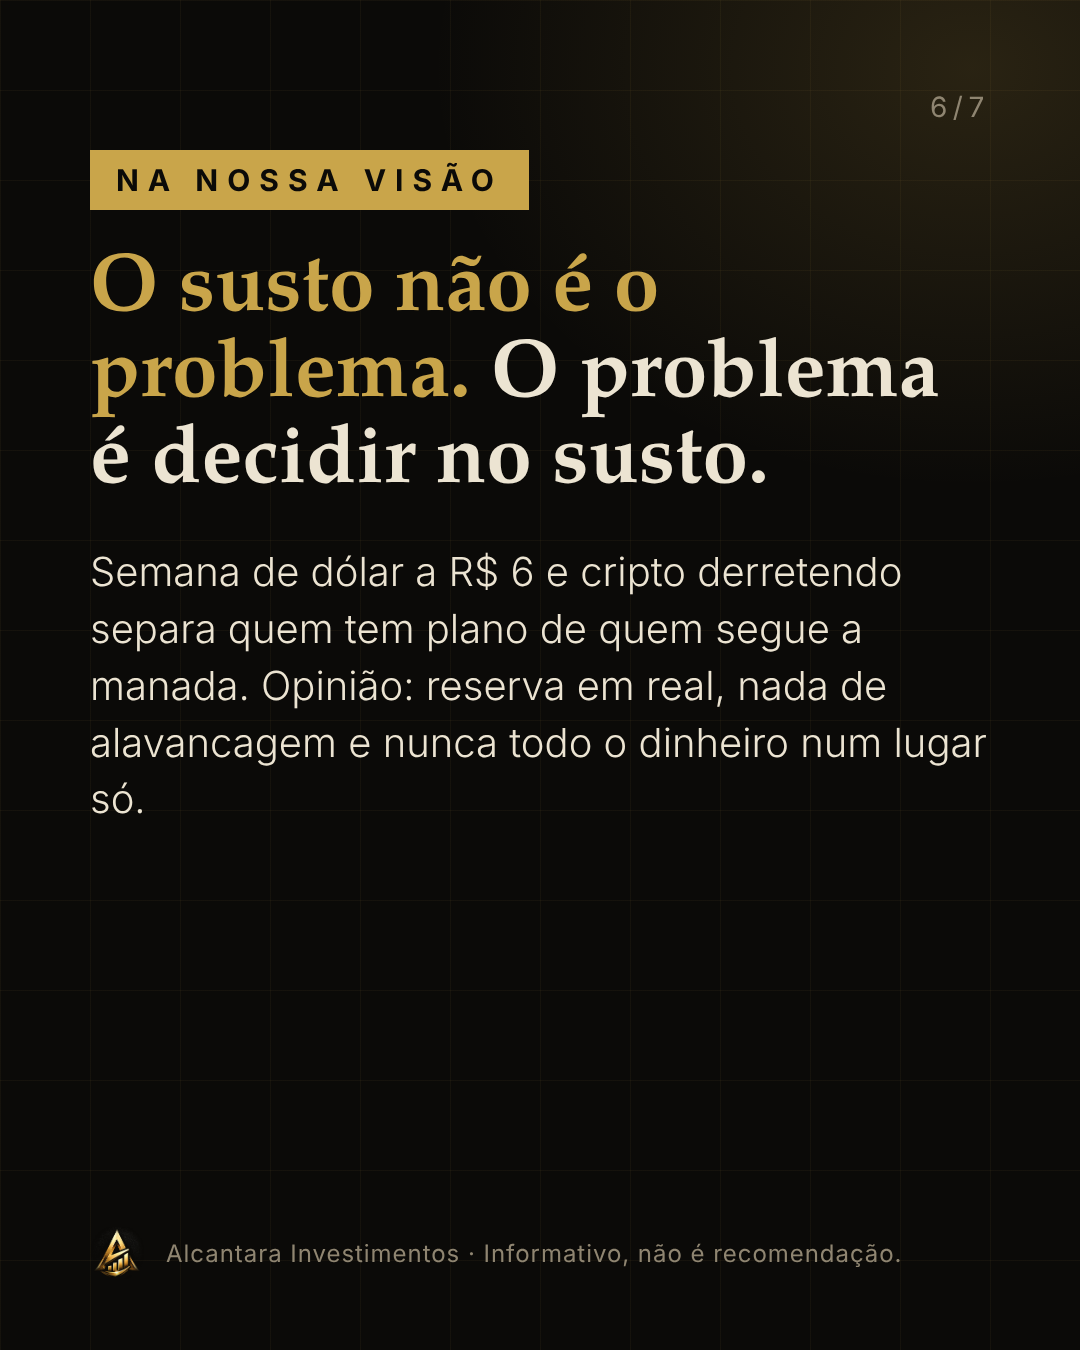 6/7
NA NOSSA VISÃO
O susto não é o
problema. O problema
é decidir no susto.
Semana de dólar a R$ 6 e cripto derretendo
separa quem tem plano de quem segue a
manada. Opinião: reserva em real, nada de
alavancagem e nunca todo o dinheiro num lugar
só.
Alcantara Investimentos · Informativo, não é recomendação.